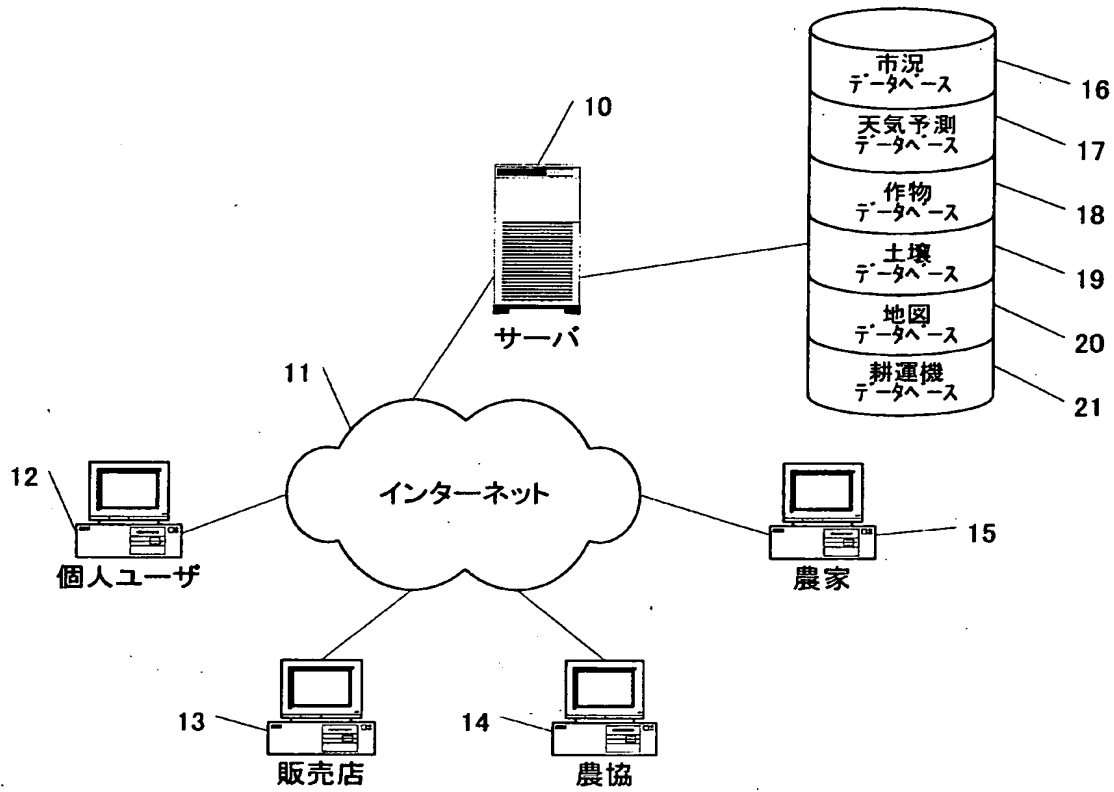 10
サーバ
市況
データベース
16
天気予測
データベース
17
作物
データベース
18
土壌
データベース
19
地図
データベース
20
耕運機
データベース
21
11
インターネット
12
個人ユーザ
15
農家
13
販売店
14
農協